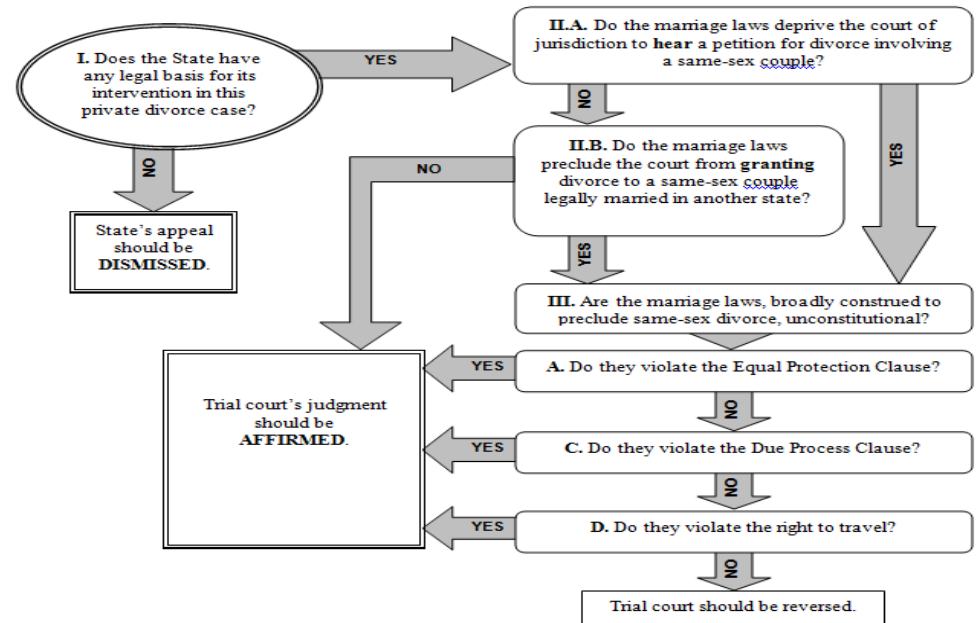 I. Does the State have
any legal basis for its
intervention in this
private divorce case?
YES
II.A. Do the marriage laws deprive the court of
jurisdiction to hear a petition for divorce involving
a same-sex couple?
NO
NO
YES
State’s appeal
should be
DISMISSED.
II.B. Do the marriage laws
preclude the court from granting
divorce to a same-sex couple
legally married in another state?
NO
YES
III. Are the marriage laws, broadly construed to
preclude same-sex divorce, unconstitutional?
Trial court’s judgment
should be
AFFIRMED.
YES
A. Do they violate the Equal Protection Clause?
NO
YES
C. Do they violate the Due Process Clause?
NO
YES
D. Do they violate the right to travel?
NO
Trial court should be reversed.